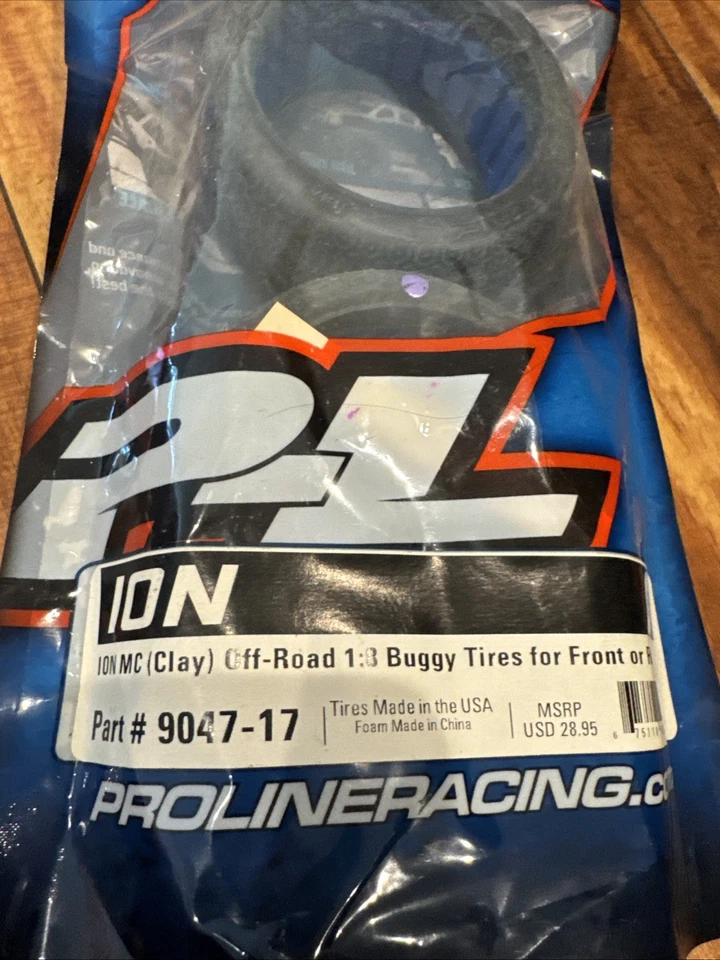 PL
ION
ION MC (Clay) Off-Road 1:8 Buggy Tires for Front or R
Part # 9047-17
Tires Made in the USA
Foam Made in China
MSRP
USD 28.95
PROLINERACING.c